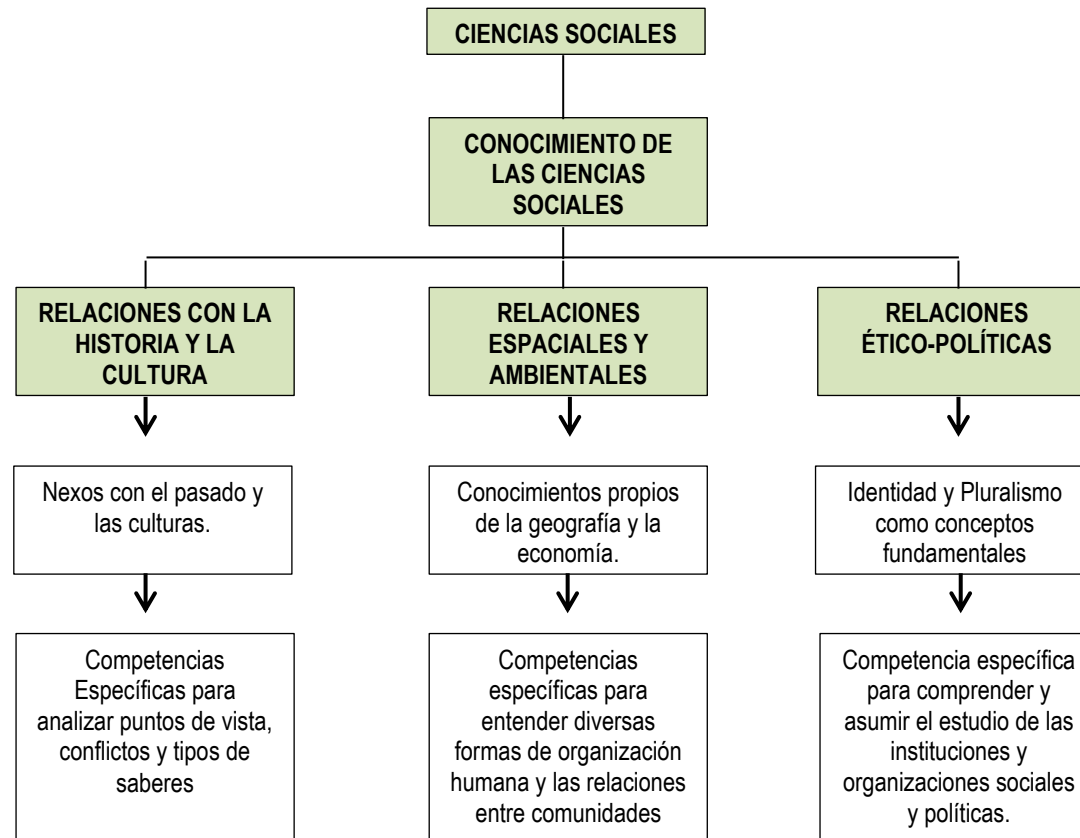 CIENCIAS SOCIALES
CONOCIMIENTO DE
LAS CIENCIAS
SOCIALES
RELACIONES CON LA
HISTORIA Y LA
CULTURA
RELACIONES
ESPACIALES Y
AMBIENTALES
RELACIONES
ÉTICO-POLÍTICAS
Nexos con el pasado y
las culturas.
Conocimientos propios
de la geografía y la
economía.
Identidad y Pluralismo
como conceptos
fundamentales
Competencias
Específicas para
analizar puntos de vista,
conflictos y tipos de
saberes
Competencias
específicas para
entender diversas
formas de organización
humana y las relaciones
entre comunidades
Competencia específica
para comprender y
asumir el estudio de las
instituciones y
organizaciones sociales
y políticas.